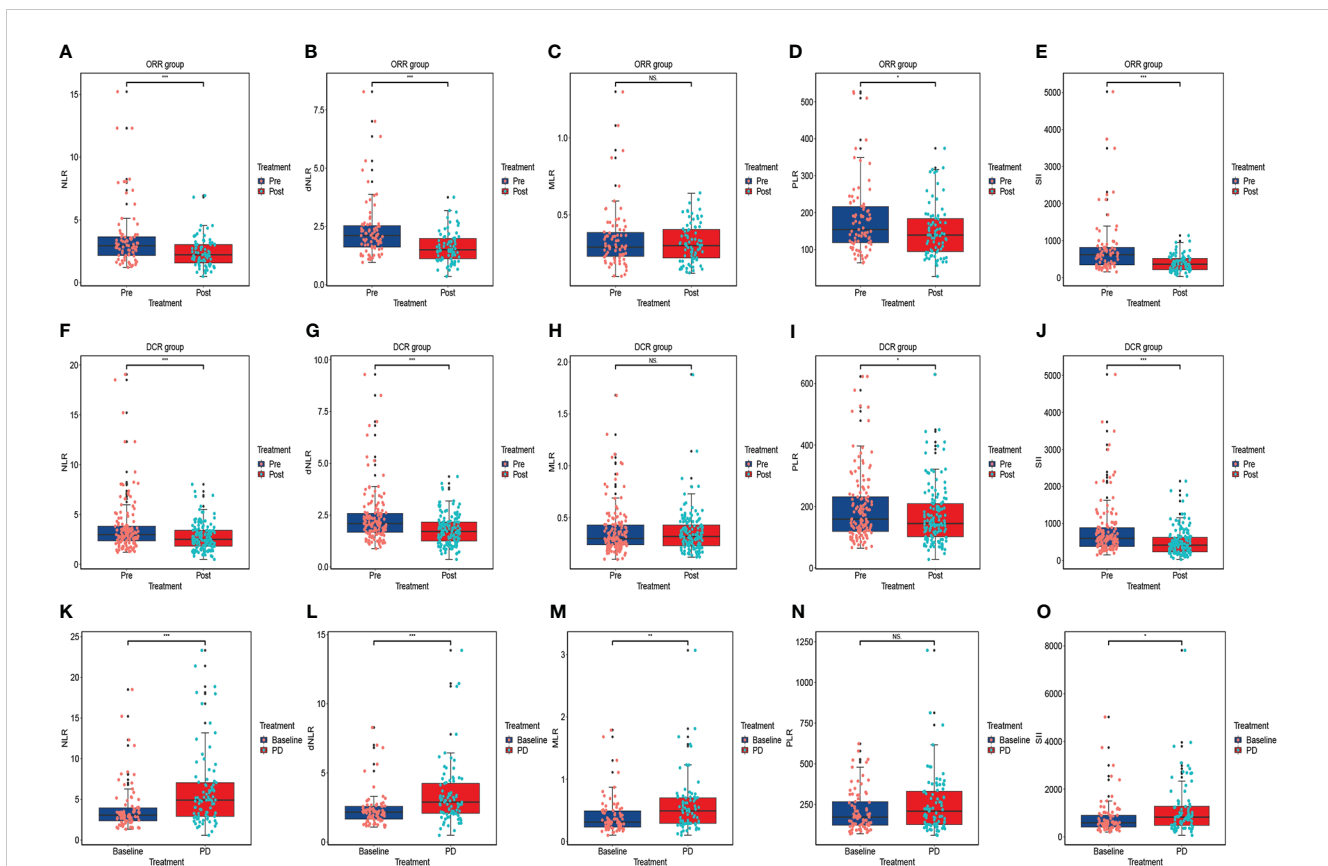 A B C D E
ORR group ORR group ORR group ORR group ORR group
*** *** NS. * ***
NLR
15
10
5
0
Pre Post
Treatment
Treatment
Pre
Post
dNLR
7.5
5.0
2.5
0.0
Pre Post
Treatment
Treatment
Pre
Post
MLR
1.0
0.5
Pre Post
Treatment
Treatment
Pre
Post
PLR
500
400
300
200
100
Pre Post
Treatment
Treatment
Pre
Post
SII
5000
4000
3000
2000
1000
0
Pre Post
Treatment
Treatment
Pre
Post
F G H I J
DCR group DCR group DCR group DCR group DCR group
*** *** NS. * ***
NLR
20
15
10
5
0
Pre Post
Treatment
Treatment
Pre
Post
dNLR
10.0
7.5
5.0
2.5
0.0
Pre Post
Treatment
Treatment
Pre
Post
MLR
2.0
1.5
1.0
0.5
Pre Post
Treatment
Treatment
Pre
Post
PLR
600
400
200
0
Pre Post
Treatment
Treatment
Pre
Post
SII
5000
4000
3000
2000
1000
0
Pre Post
Treatment
Treatment
Pre
Post
K L M N O
*** *** ** NS. *
NLR
25
20
15
10
5
0
Baseline PD
Treatment
Treatment
Baseline
PD
dNLR
15
10
5
0
Baseline PD
Treatment
Treatment
Baseline
PD
MLR
3
2
1
0
Baseline PD
Treatment
Treatment
Baseline
PD
PLR
1250
1000
750
500
250
Baseline PD
Treatment
Treatment
Baseline
PD
SII
8000
6000
4000
2000
0
Baseline PD
Treatment
Treatment
Baseline
PD